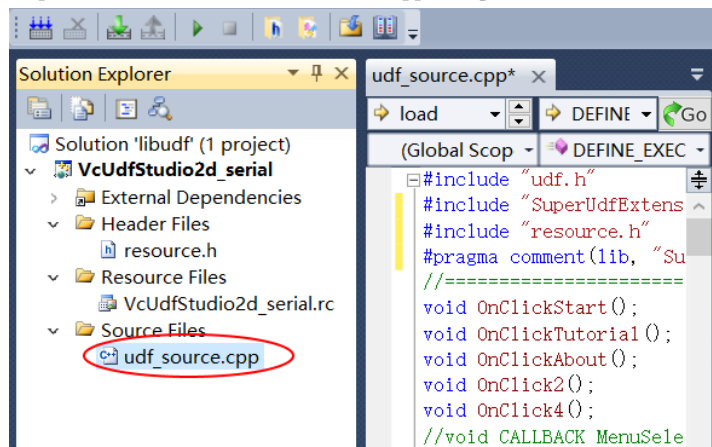 Solution Explorer
Solution 'libudf' (1 project)
VcUdfStudio2d_serial
External Dependencies
Header Files
resource.h
Resource Files
VcUdfStudio2d_serial.rc
Source Files
udf_source.cpp
udf_source.cpp*
load DEFINE Go
(Global Scop DEFINE_EXEC
#include "udf.h"
#include "SuperUdfExtens
#include "resource.h"
#pragma comment(lib, "Su
//======================
void OnClickStart();
void OnClickTutorial();
void OnClickAbout();
void OnClick2();
void OnClick4();
//void CALLBACK MenuSele